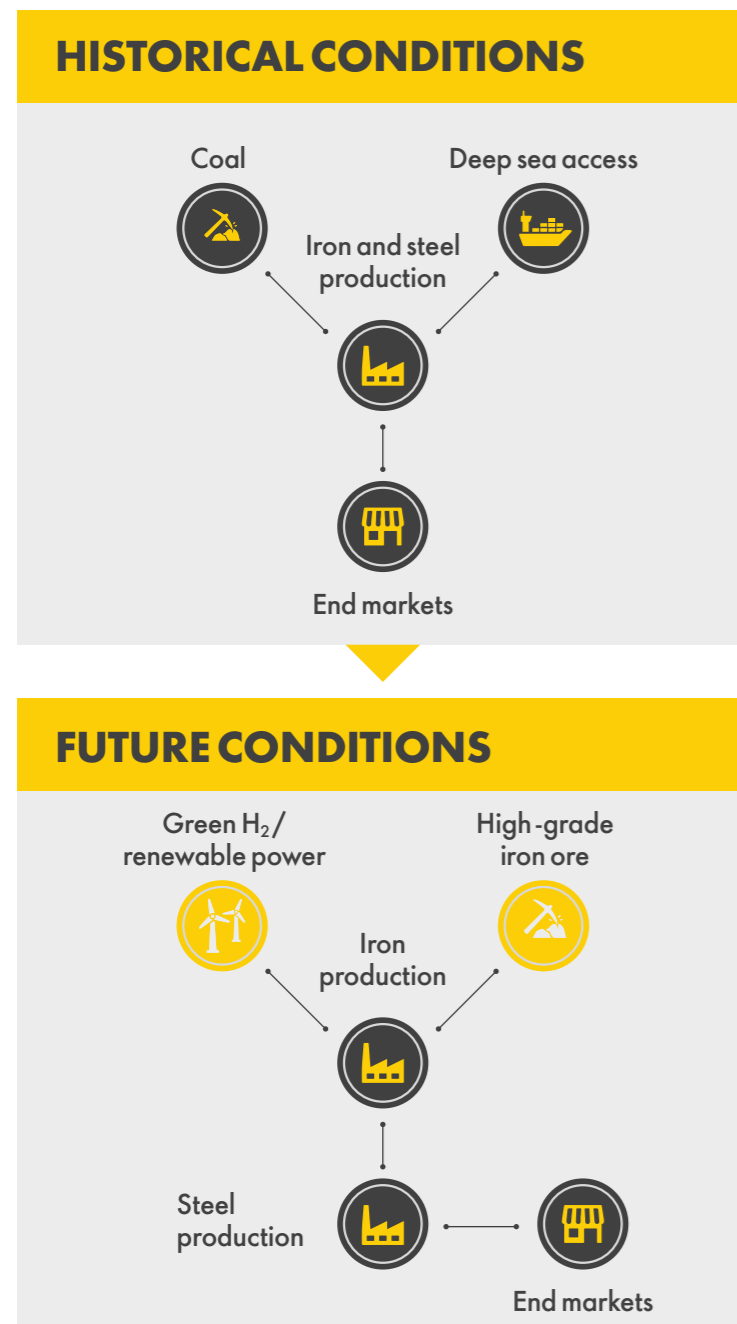 HISTORICAL CONDITIONS
Coal
Deep sea access
Iron and steel
production
End markets
FUTURE CONDITIONS
Green H₂/
renewable power
High-grade
iron ore
Iron
production
Steel
production
End markets